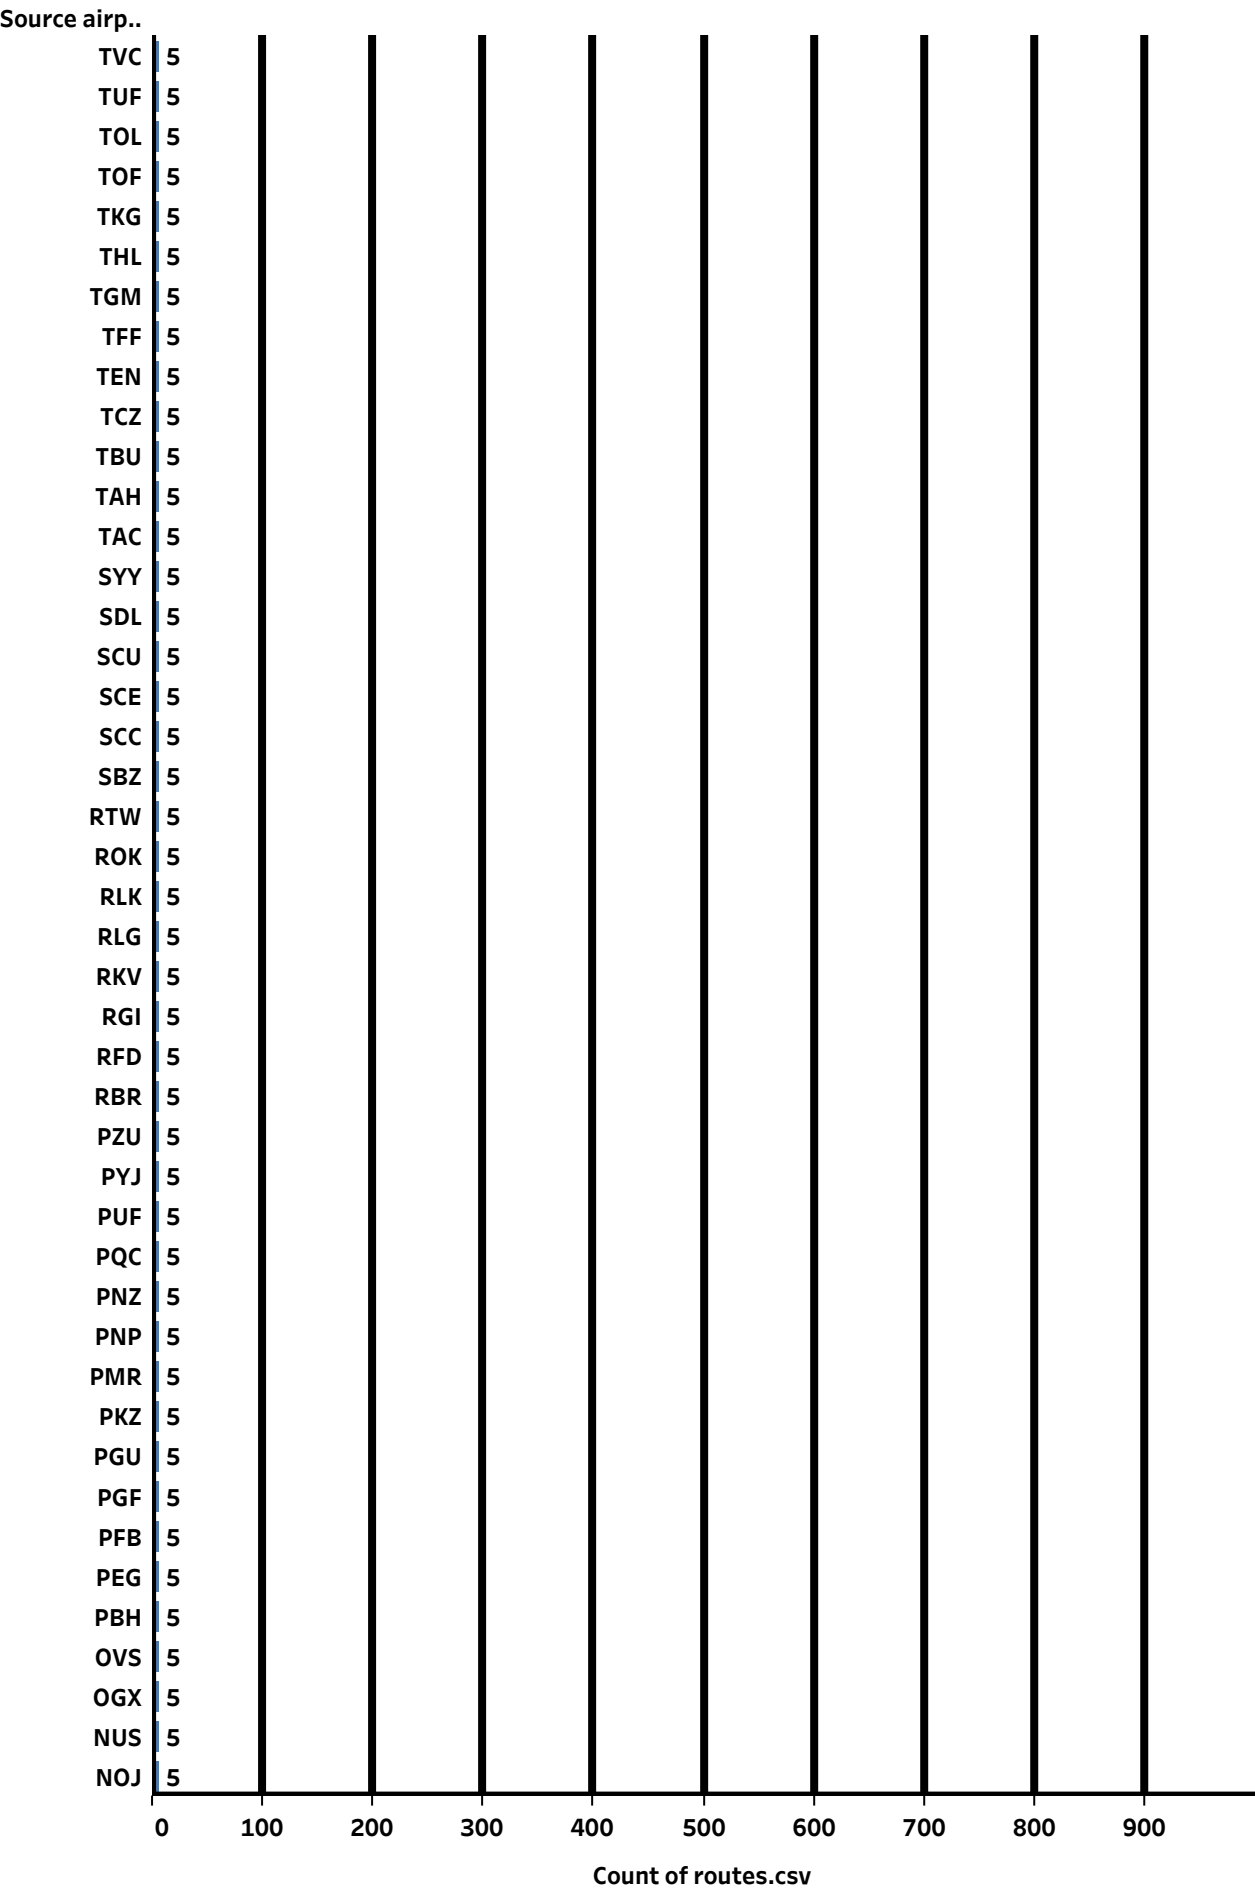 Source airp..
TVC 5
TUF 5
TOL 5
TOF 5
TKG 5
THL 5
TGM 5
TFF 5
TEN 5
TCZ 5
TBU 5
TAH 5
TAC 5
SYY 5
SDL 5
SCU 5
SCE 5
SCC 5
SBZ 5
RTW 5
ROK 5
RLK 5
RLG 5
RKV 5
RGI 5
RFD 5
RBR 5
PZU 5
PYJ 5
PUF 5
PQC 5
PNZ 5
PNP 5
PMR 5
PKZ 5
PGU 5
PGF 5
PFB 5
PEG 5
PBH 5
OVS 5
OGX 5
NUS 5
NOJ 5
0 100 200 300 400 500 600 700 800 900
Count of routes.csv